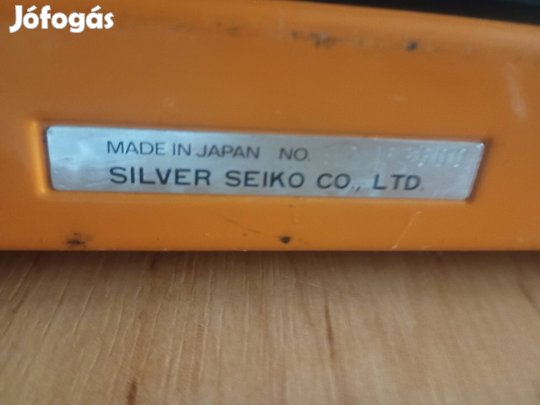 Jófogás
MADE IN JAPAN NO.
SILVER SEIKO CO., LTD.